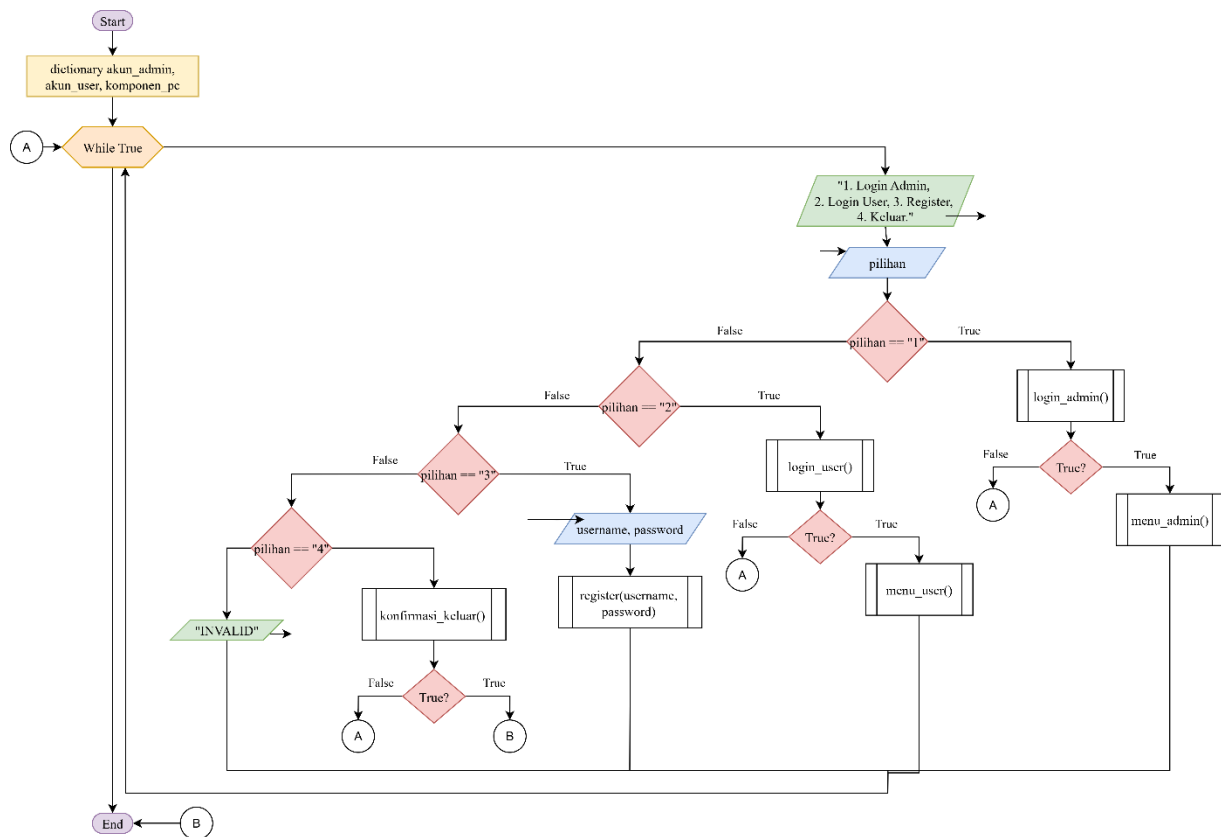 Start
dictionary akun_admin,
akun_user, komponen_pc
A
While True
"1. Login Admin,
2. Login User, 3. Register,
4. Keluar."
pilihan
False
pilihan == "1"
True
False
pilihan == "2"
True
login_admin()
False
pilihan == "3"
True
login_user()
False
True?
True
A
menu_admin()
username, password
False
True?
True
pilihan == "4"
A
menu_user()
konfirmasi_keluar()
register(username,
password)
"INVALID"
False
True?
True
A
B
End
B